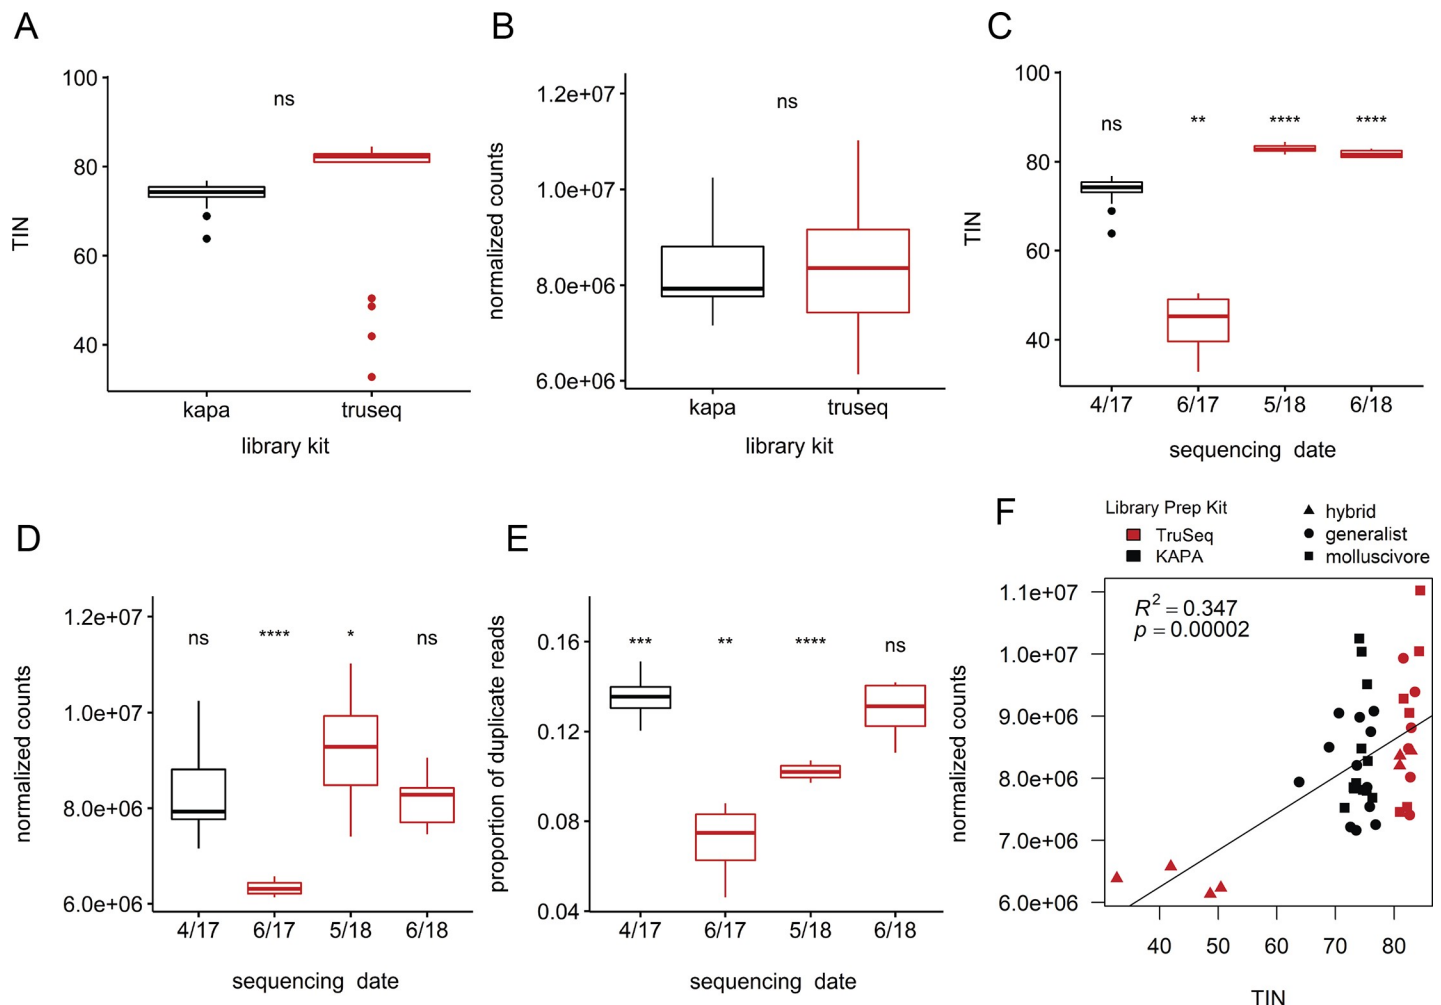 A
100
80
60
40
TIN
ns
kapa
truseq
library kit
B
1.2e+07
1.0e+07
8.0e+06
6.0e+06
normalized counts
ns
kapa
truseq
library kit
C
100
80
60
40
TIN
ns
**
****
****
4/17
6/17
5/18
6/18
sequencing date
D
1.2e+07
1.0e+07
8.0e+06
6.0e+06
normalized counts
ns
****
*
ns
4/17
6/17
5/18
6/18
sequencing date
E
0.16
0.12
0.08
0.04
proportion of duplicate reads
***
**
****
ns
4/17
6/17
5/18
6/18
sequencing date
F
Library Prep Kit
TruSeq
KAPA
hybrid
generalist
molluscivore
1.1e+07
1.0e+07
9.0e+06
8.0e+06
7.0e+06
6.0e+06
normalized counts
R² = 0.347
p = 0.00002
40
50
60
70
80
TIN